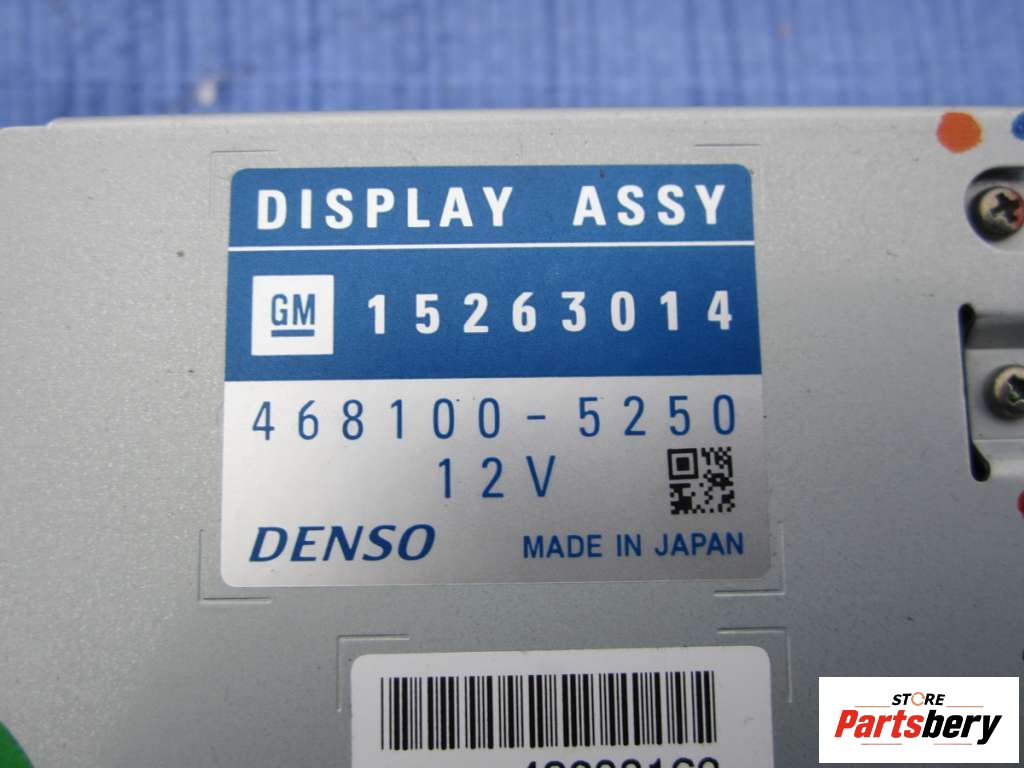 DISPLAY ASSY
GM 15263014
468100-5250
12V
DENSO MADE IN JAPAN
STORE
Partsbery